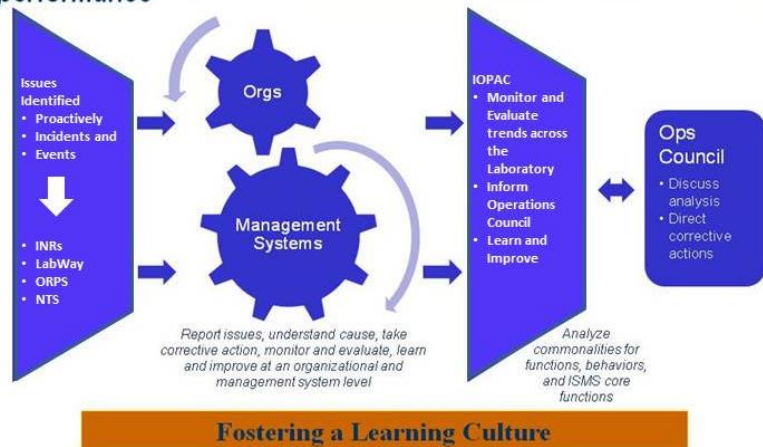 performance
Issues
Identified
• Proactively
• Incidents and
• Events
• INRs
• LabWay
• ORPS
• NTS
Orgs
Management
Systems
Report issues, understand cause, take
corrective action, monitor and evaluate, learn
and improve at an organizational and
management system level
IOPAC
• Monitor and
Evaluate
trends across
the
Laboratory
• Inform
Operations
Council
• Learn and
Improve
Analyze
commonalities for
functions, behaviors,
and ISMS core
functions
Ops
Council
• Discuss
analysis
• Direct
corrective
actions
Fostering a Learning Culture